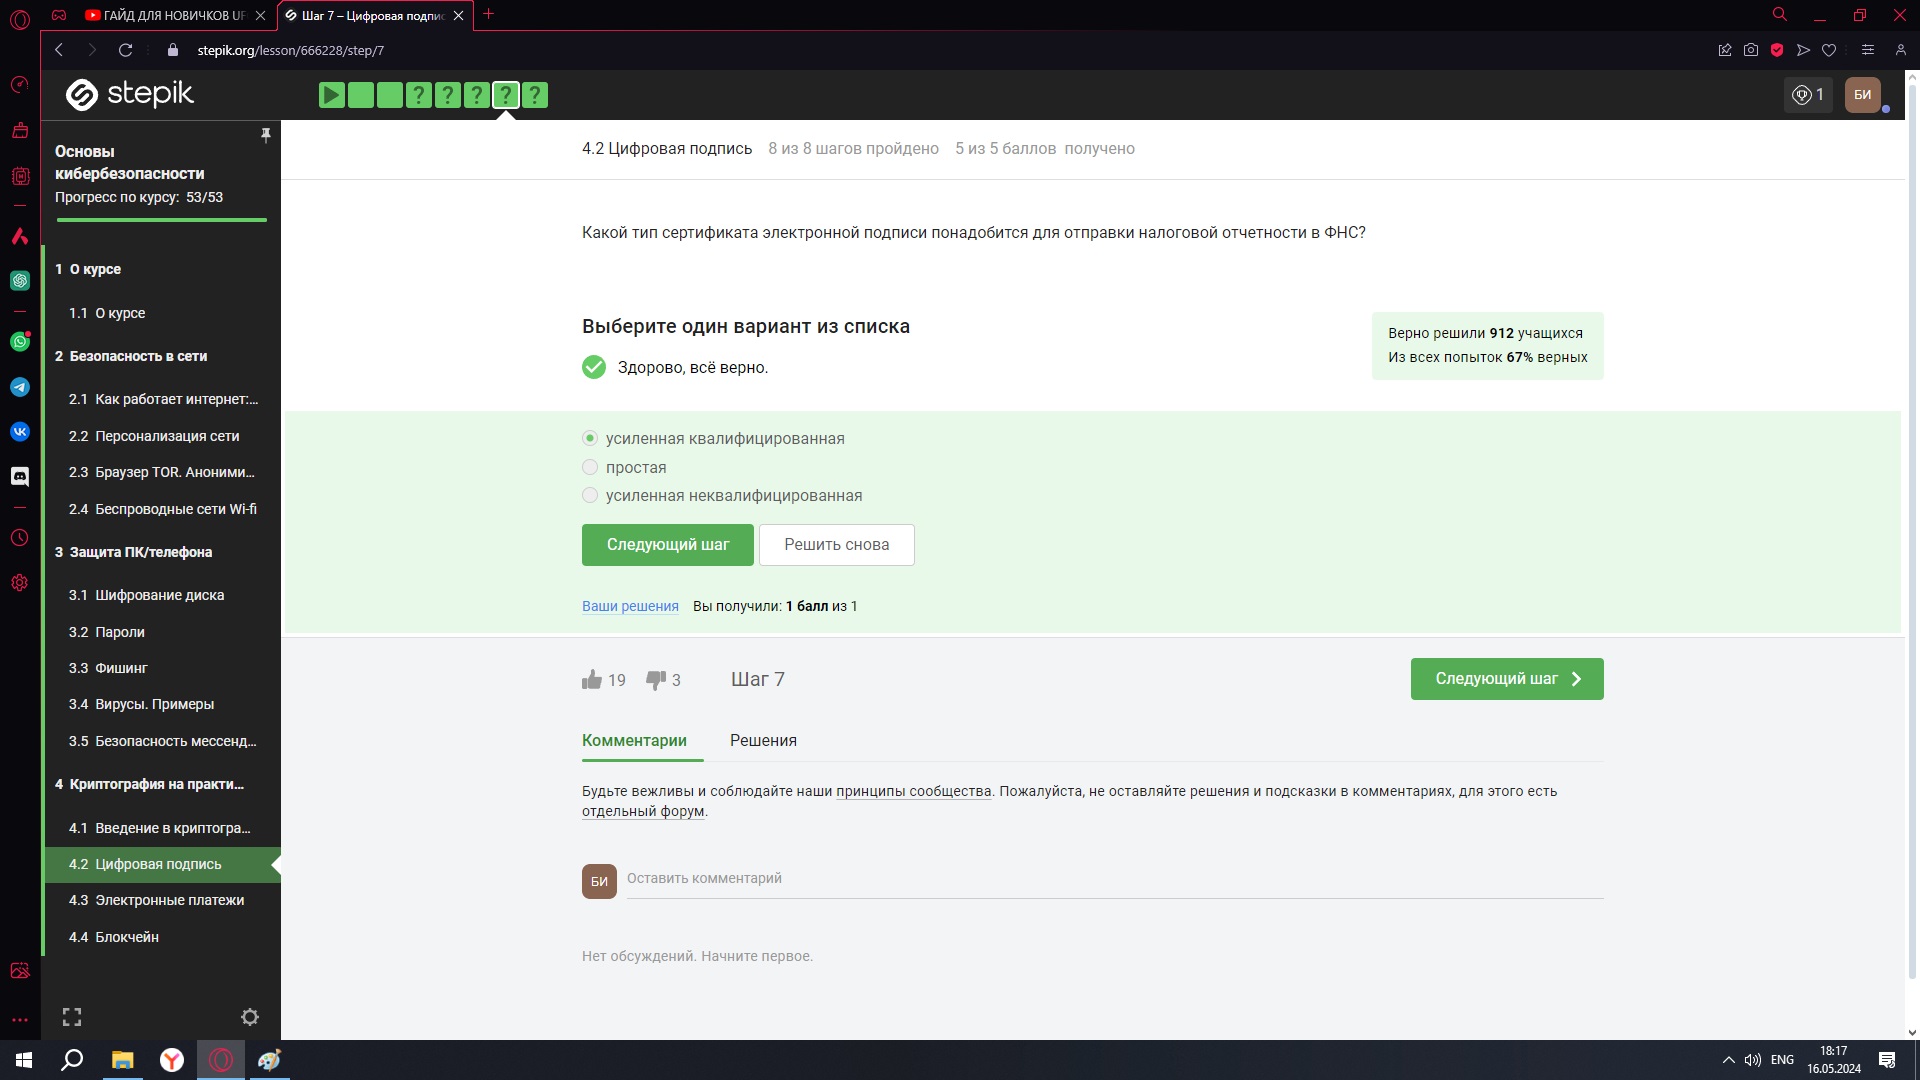 ГАЙД ДЛЯ НОВИЧКОВ UF
Шаг 7 – Цифровая подпис
stepik.org/lesson/666228/step/7
stepik
? ? ? ? ?
1
БИ
Основы
кибербезопасности
Прогресс по курсу: 53/53
1 О курсе
1.1 О курсе
2 Безопасность в сети
2.1 Как работает интернет:...
2.2 Персонализация сети
2.3 Браузер TOR. Аноними...
2.4 Беспроводные сети Wi-fi
3 Защита ПК/телефона
3.1 Шифрование диска
3.2 Пароли
3.3 Фишинг
3.4 Вирусы. Примеры
3.5 Безопасность мессенд...
4 Криптография на практи...
4.1 Введение в криптогра...
4.2 Цифровая подпись
4.3 Электронные платежи
4.4 Блокчейн
4.2 Цифровая подпись 8 из 8 шагов пройдено 5 из 5 баллов получено
Какой тип сертификата электронной подписи понадобится для отправки налоговой отчетности в ФНС?
Выберите один вариант из списка
Здорово, всё верно.
Верно решили 912 учащихся
Из всех попыток 67% верных
усиленная квалифицированная
простая
усиленная неквалифицированная
Следующий шаг
Решить снова
Ваши решения Вы получили: 1 балл из 1
19 3 Шаг 7
Следующий шаг
Комментарии Решения
Будьте вежливы и соблюдайте наши принципы сообщества. Пожалуйста, не оставляйте решения и подсказки в комментариях, для этого есть
отдельный форум.
БИ
Оставить комментарий
Нет обсуждений. Начните первое.
ENG
18:17
16.05.2024